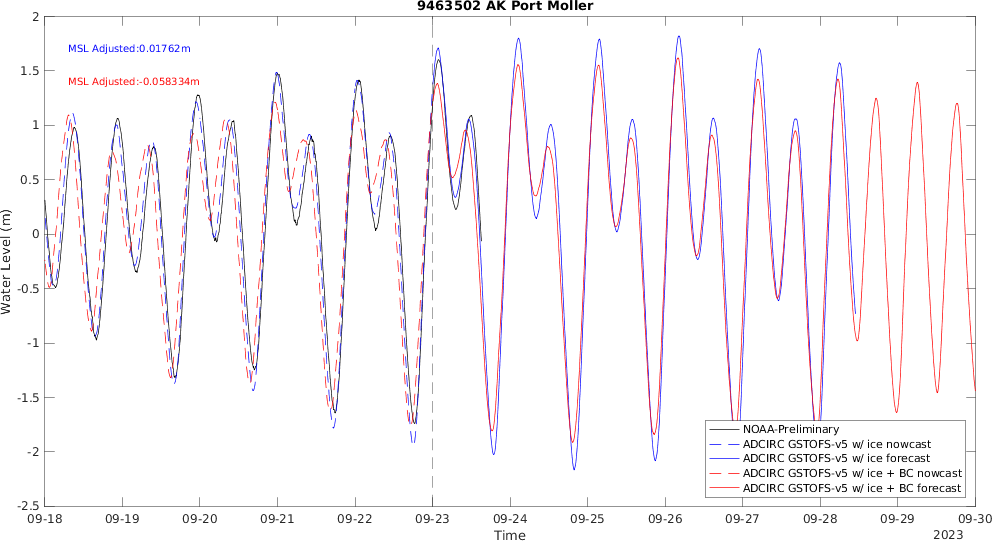 9463502 AK Port Moller
MSL Adjusted:0.01762m
MSL Adjusted:-0.058334m
Water Level (m)
2
1.5
1
0.5
0
-0.5
-1
-1.5
-2
-2.5
NOAA-Preliminary
ADCIRC GSTOFS-v5 w/ ice nowcast
ADCIRC GSTOFS-v5 w/ ice forecast
ADCIRC GSTOFS-v5 w/ ice + BC nowcast
ADCIRC GSTOFS-v5 w/ ice + BC forecast
09-18 09-19 09-20 09-21 09-22 09-23 09-24 09-25 09-26 09-27 09-28 09-29 09-30
Time
2023